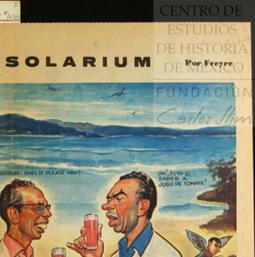 CENTRO DE
ESTUDIOS
DE HISTORIA
DE MÉXICO
FUNDACIÓN
Carlos Slim
SOLARIUM
Por Freyre
DOES IT PLEASE YOU?
OH, ESTO SÍ
SABER A
JUGO DE TOMATE!